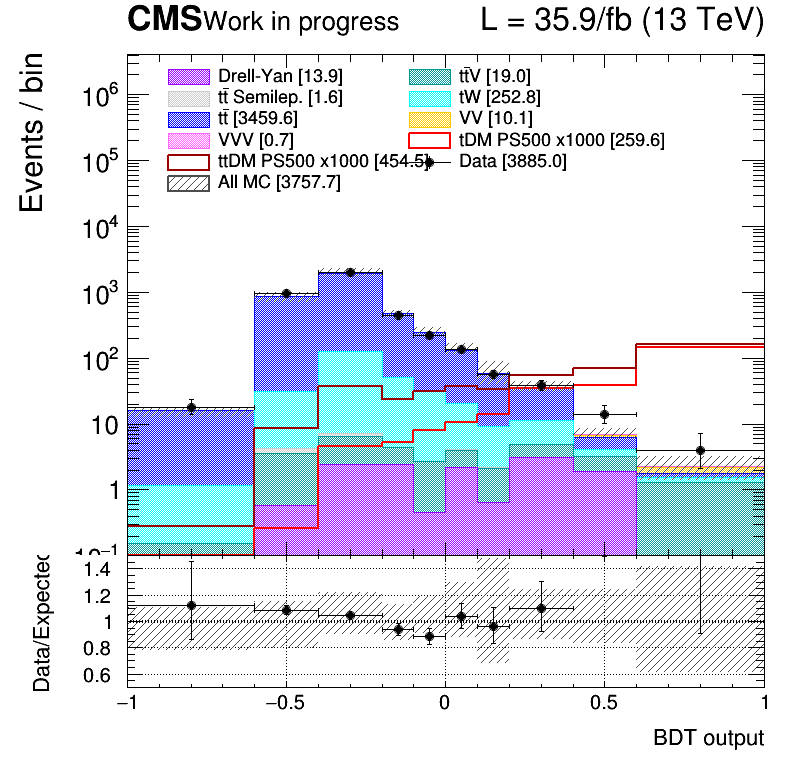 CMS Work in progress L = 35.9/fb (13 TeV)
Events / bin
Drell-Yan [13.9]
tt̄ Semilep. [1.6]
tt̄ [3459.6]
VVV [0.7]
ttDM PS500 x1000 [454.5]
All MC [3757.7]
tt̄V [19.0]
tW [252.8]
VV [10.1]
tDM PS500 x1000 [259.6]
Data [3885.0]
10⁶
10⁵
10⁴
10³
10²
10
1
10⁻¹
Data/Expected
1.4
1.2
1
0.8
0.6
−1 −0.5 0 0.5 1
BDT output